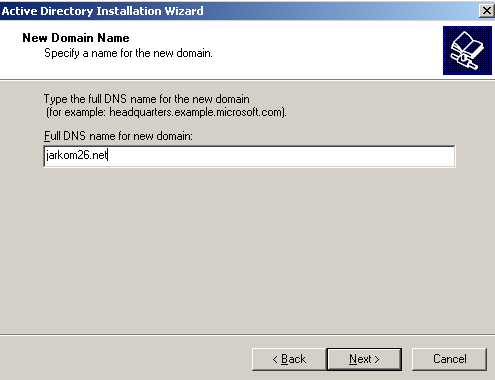 Active Directory Installation Wizard
New Domain Name
Specify a name for the new domain.
Type the full DNS name for the new domain
(for example: headquarters.example.microsoft.com).
Full DNS name for new domain:
jarkom26.net
< Back
Next >
Cancel